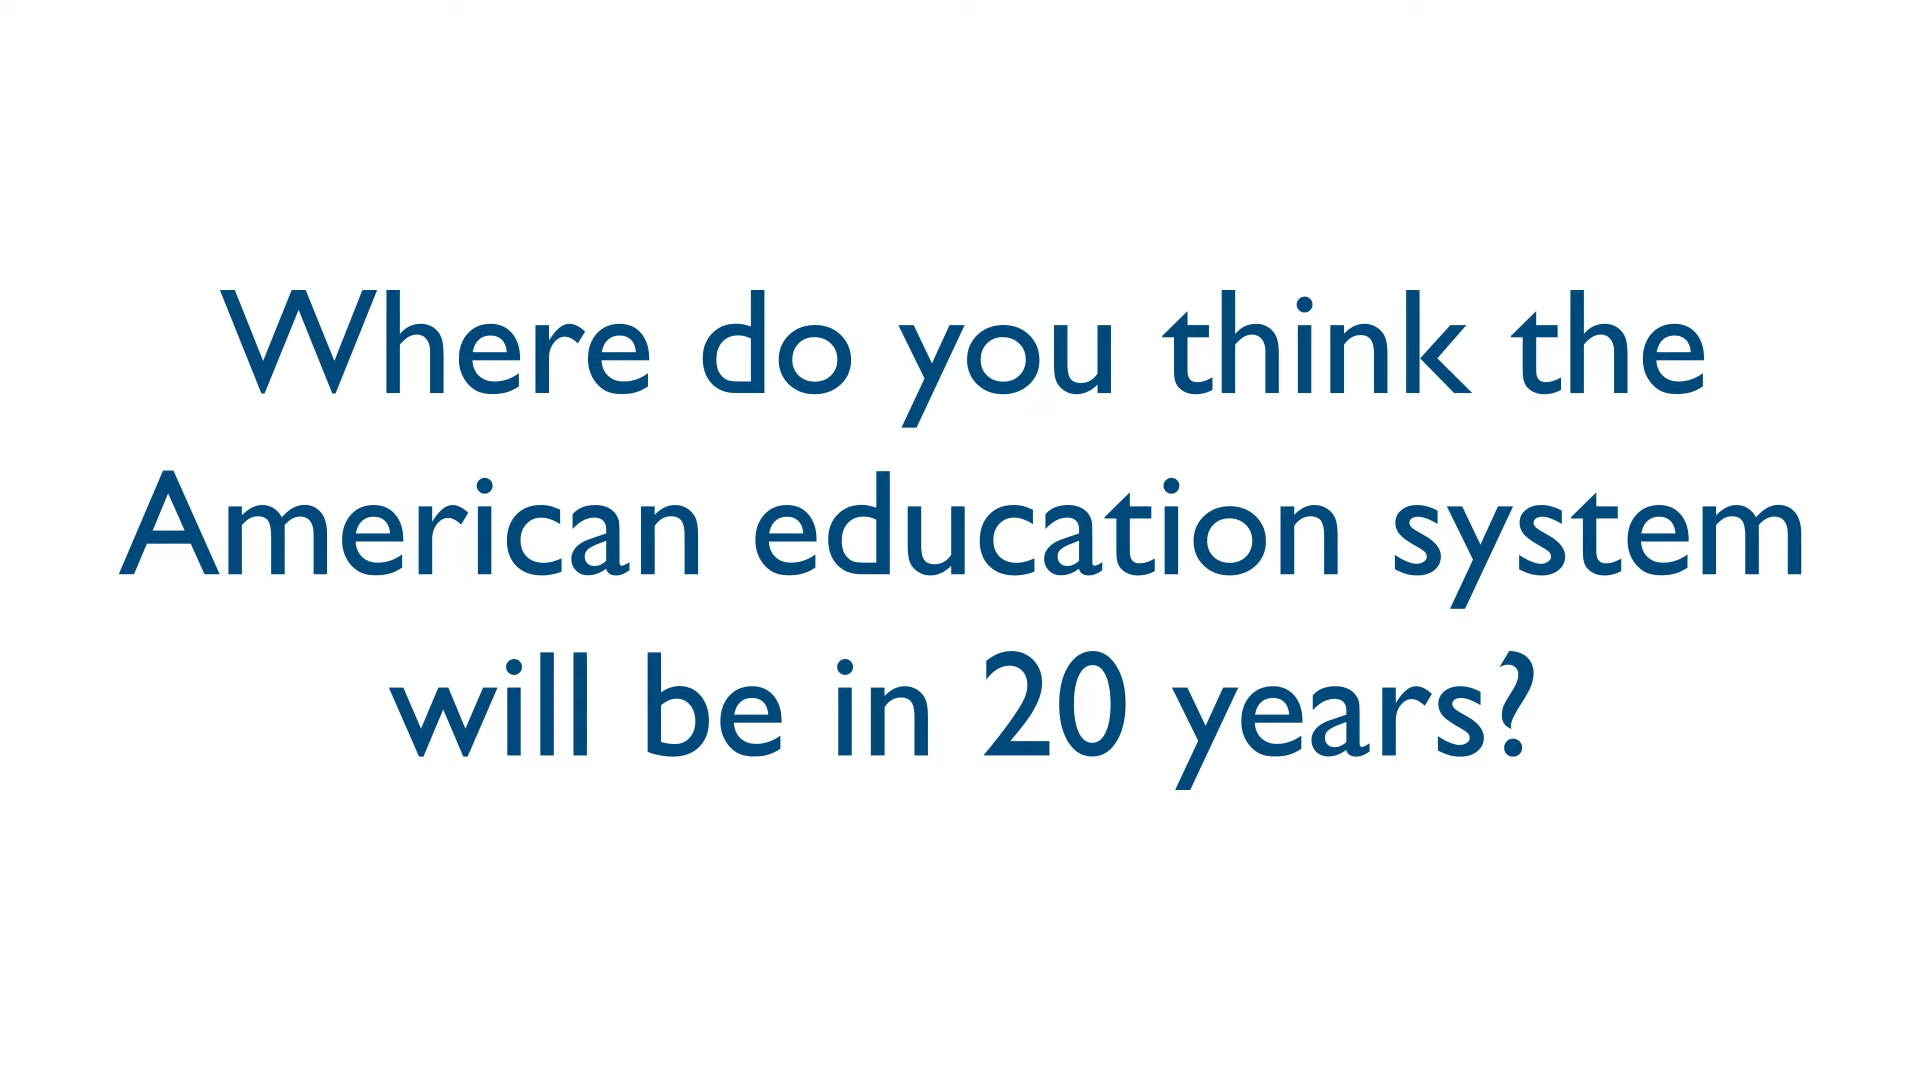 Where do you think the
American education system
will be in 20 years?